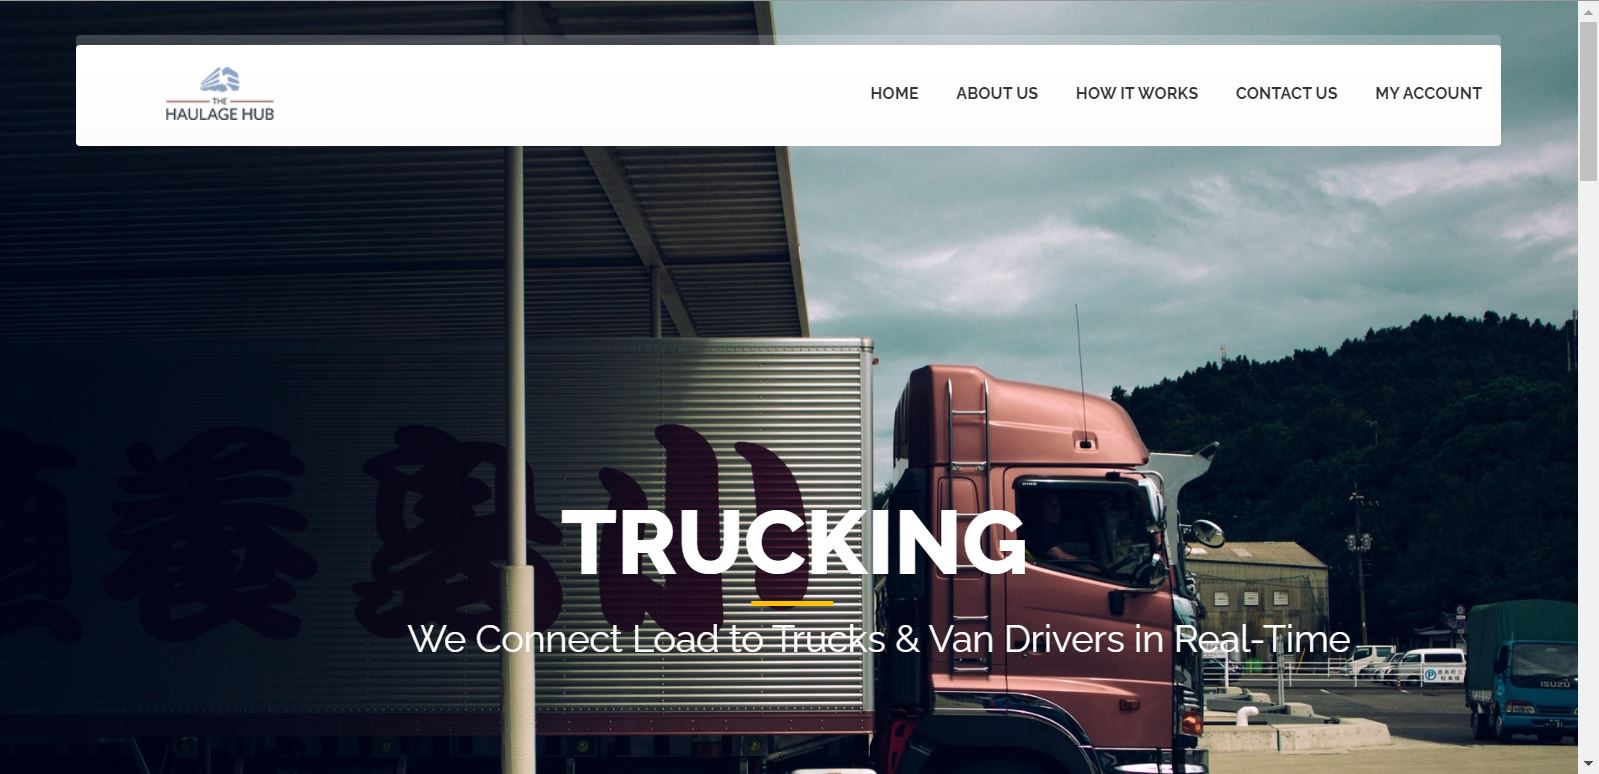 THE
HAULAGE HUB
HOME ABOUT US HOW IT WORKS CONTACT US MY ACCOUNT
TRUCKING
We Connect Load to Trucks & Van Drivers in Real-Time
ISUZU